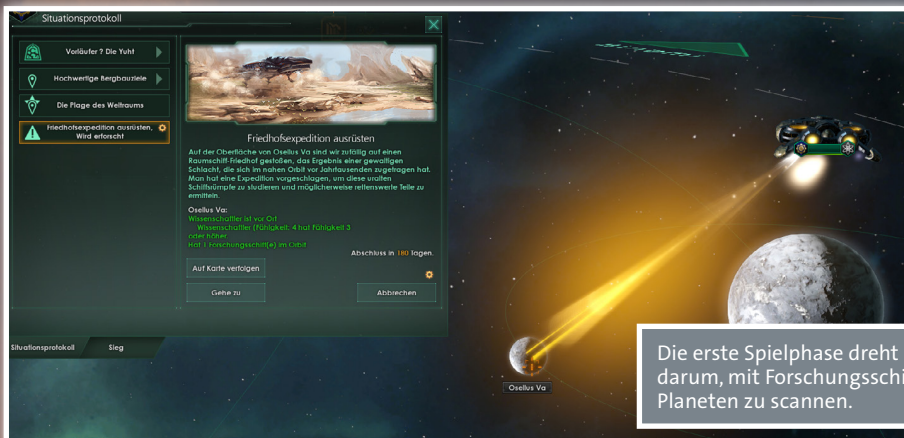 Situationsprotokoll
Vorläufer ? Die Yuht
Hochwertige Bergbauziele
Die Plage des Weltraums
Friedhofsexpedition ausrüsten,
Wird erforscht
Friedhofsexpedition ausrüsten
Auf der Oberfläche von Osellus Va sind wir zufällig auf einen
Raumschiff-Friedhof gestoßen, das Ergebnis einer gewaltigen
Schlacht, die sich im nahen Orbit vor Jahrtausenden zugetragen hat.
Man hat eine Expedition vorgeschlagen, um diese uralten
Schiffsrümpfe zu studieren und möglicherweise rettenswerte Teile zu
ermitteln.
Osellus Va:
Wissenschaftler ist vor Ort
Wissenschaftler (Fähigkeit: 4 hat Fähigkeit 3
oder höher
Hat 1 Forschungsschiff(e) im Orbit
Abschluss in 180 Tagen.
Auf Karte verfolgen
Gehe zu
Abbrechen
Situationsprotokoll
Sieg
Osellus Va
Die erste Spielphase dreht
darum, mit Forschungsschi
Planeten zu scannen.